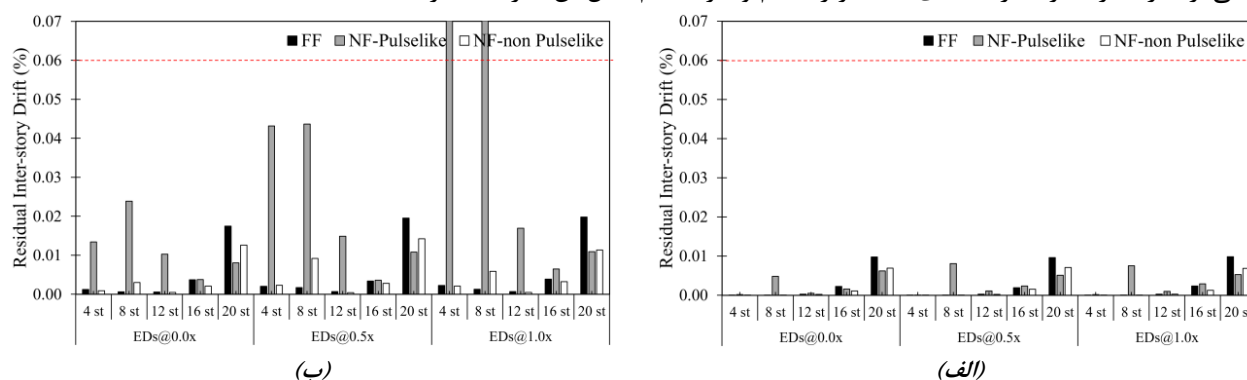 0.07
0.06
0.05
0.04
0.03
0.02
0.01
0.00
Residual Inter-story Drift (%)
FF NF-Pulselike NF-non Pulselike
4 st 8 st 12 st 16 st 20 st 4 st 8 st 12 st 16 st 20 st 4 st 8 st 12 st 16 st 20 st
EDs@0.0x EDs@0.5x EDs@1.0x
(ب)
0.07
0.06
0.05
0.04
0.03
0.02
0.01
0.00
Residual Inter-story Drift (%)
FF NF-Pulselike NF-non Pulselike
4 st 8 st 12 st 16 st 20 st 4 st 8 st 12 st 16 st 20 st 4 st 8 st 12 st 16 st 20 st
EDs@0.0x EDs@0.5x EDs@1.0x
(الف)